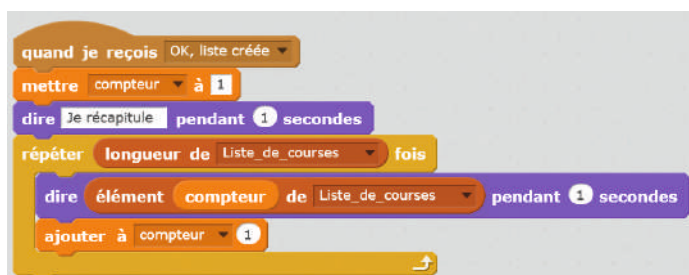 quand je reçois OK, liste créée
mettre compteur à 1
dire Je récapitule pendant 1 secondes
répéter longueur de Liste_de_courses fois
dire élément compteur de Liste_de_courses pendant 1 secondes
ajouter à compteur 1